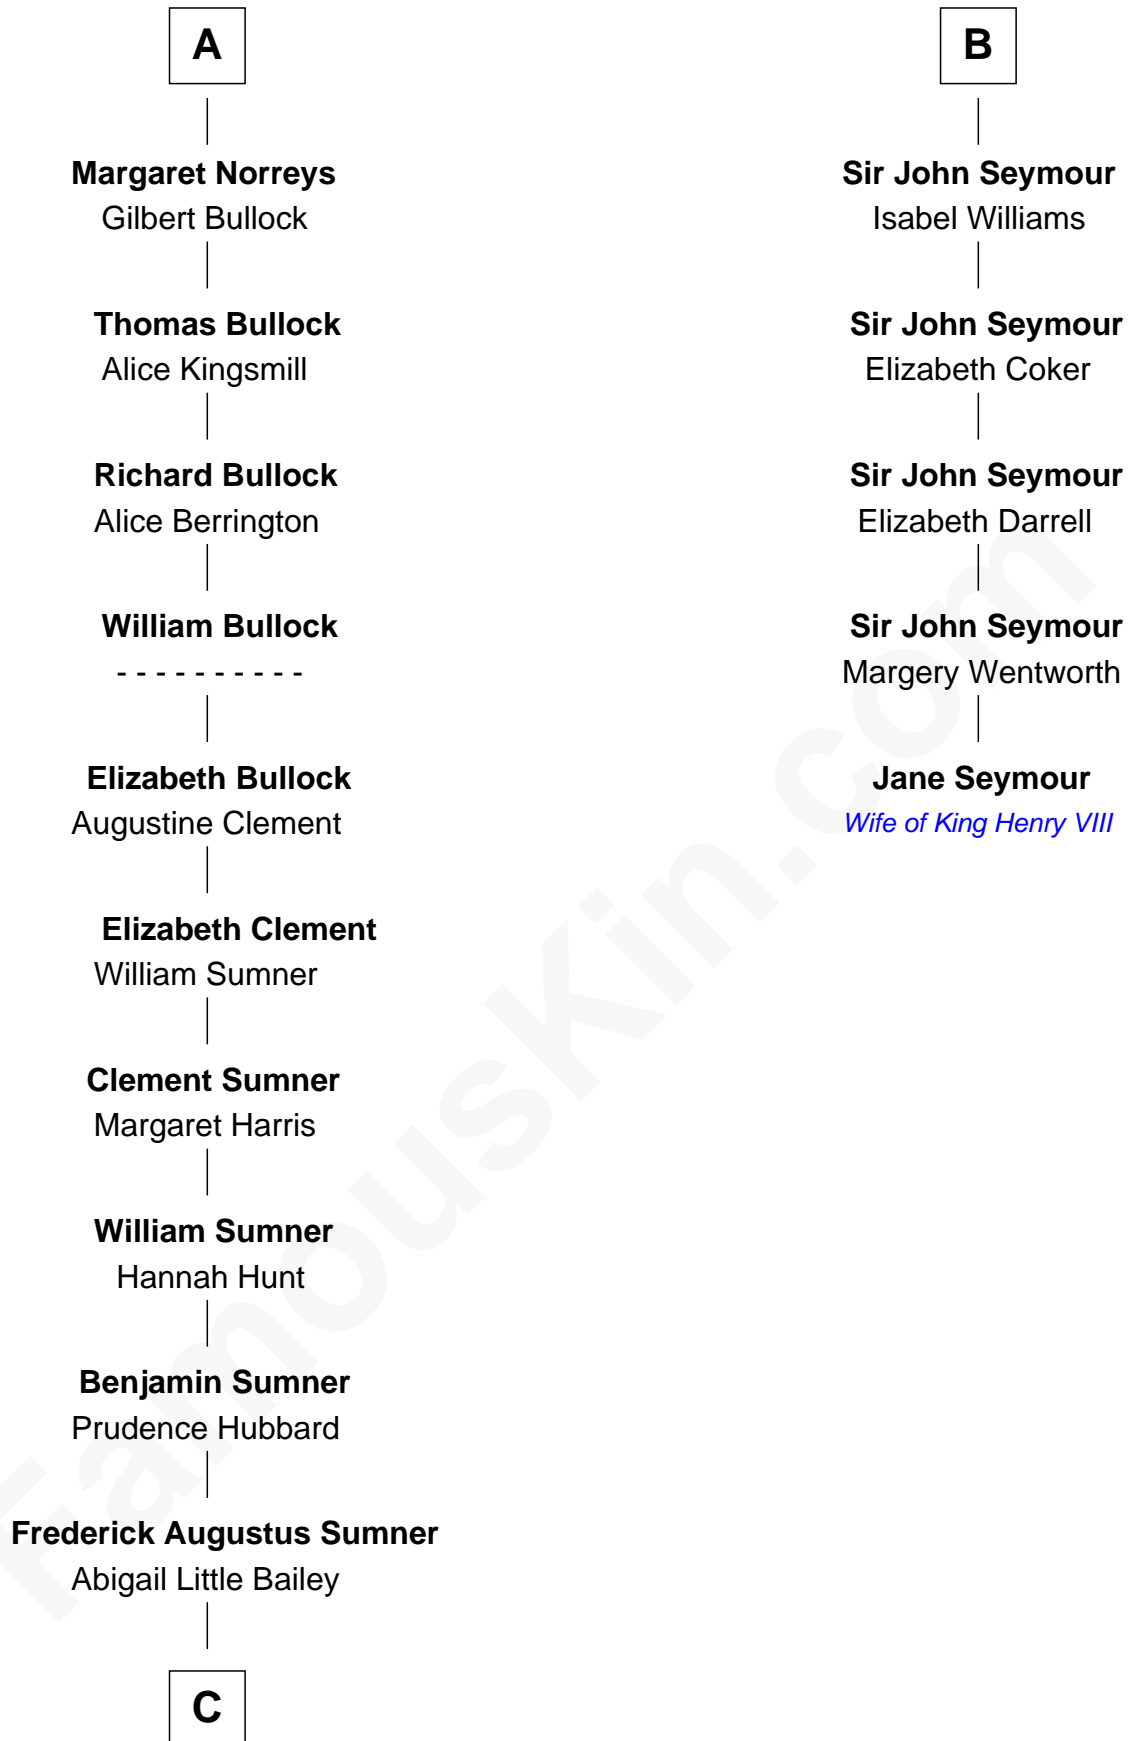 A
Margaret Norreys
Gilbert Bullock
Thomas Bullock
Alice Kingsmill
Richard Bullock
Alice Berrington
William Bullock
- - - - - - - - - -
Elizabeth Bullock
Augustine Clement
Elizabeth Clement
William Sumner
Clement Sumner
Margaret Harris
William Sumner
Hannah Hunt
Benjamin Sumner
Prudence Hubbard
Frederick Augustus Sumner
Abigail Little Bailey
C
B
Sir John Seymour
Isabel Williams
Sir John Seymour
Elizabeth Coker
Sir John Seymour
Elizabeth Darrell
Sir John Seymour
Margery Wentworth
Jane Seymour
Wife of King Henry VIII
FamousKin.com